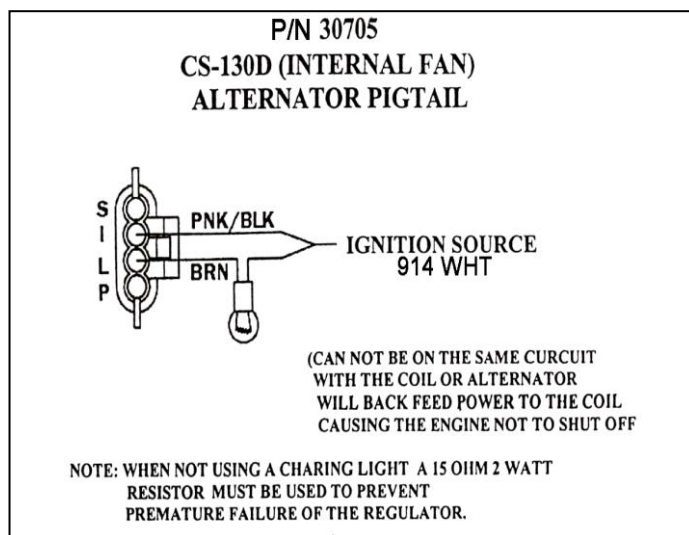 P/N 30705
CS-130D (INTERNAL FAN)
ALTERNATOR PIGTAIL
S
I
L
P
PNK/BLK
BRN
IGNITION SOURCE
914 WHT
(CAN NOT BE ON THE SAME CURCUIT
WITH THE COIL OR ALTERNATOR
WILL BACK FEED POWER TO THE COIL
CAUSING THE ENGINE NOT TO SHUT OFF
NOTE: WHEN NOT USING A CHARING LIGHT A 15 OHM 2 WATT
RESISTOR MUST BE USED TO PREVENT
PREMATURE FAILURE OF THE REGULATOR.